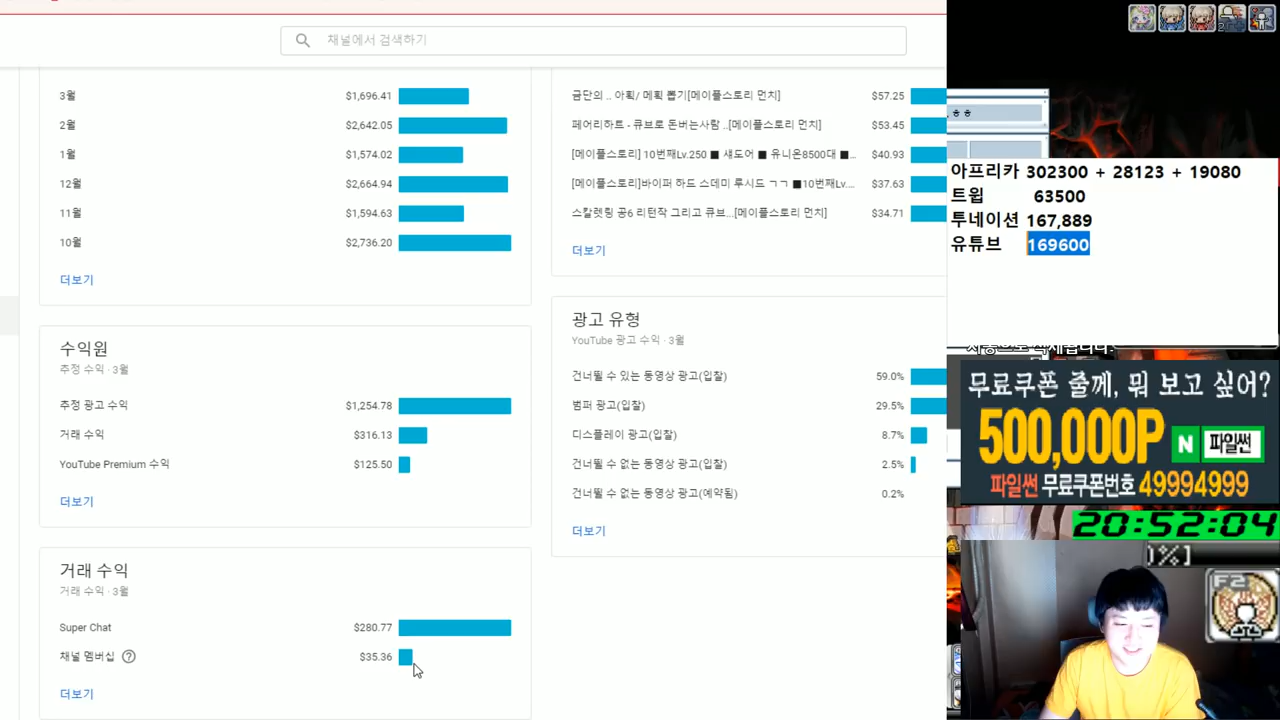 채널에서 검색하기
3월 $1,696.41
2월 $2,642.05
1월 $1,574.02
12월 $2,664.94
11월 $1,594.63
10월 $2,736.20
더보기
수익원
추정 수익 · 3월
추정 광고 수익 $1,254.78
거래 수익 $316.13
YouTube Premium 수익 $125.50
더보기
거래 수익
거래 수익 · 3월
Super Chat $280.77
채널 멤버십 ? $35.36
더보기
금단의 .. 아획/ 메획 뽑기[메이플스토리 먼치] $57.25
페어리하트 - 큐브로 돈버는사람 ..[메이플스토리 먼치] $53.45
[메이플스토리] 10번째Lv.250 ■ 섀도어 ■ 유니온8500대 ■... $40.93
[메이플스토리]바이퍼 하드 스데미 루시드 ㄱㄱ ■10번째Lv.... $37.63
스칼렛링 공6 리턴작 그리고 큐브...[메이플스토리 먼치] $34.71
더보기
광고 유형
YouTube 광고 수익 · 3월
건너뛸 수 있는 동영상 광고(입찰) 59.0%
범퍼 광고(입찰) 29.5%
디스플레이 광고(입찰) 8.7%
건너뛸 수 없는 동영상 광고(입찰) 2.5%
건너뛸 수 없는 동영상 광고(예약됨) 0.2%
더보기
ㅎㅎ
아프리카 302300 + 28123 + 19080
트윕 63500
투네이션 167,889
유튜브 169600
무료쿠폰 줄께, 뭐 보고 싶어?
500,000P N 파일썬
파일썬 무료쿠폰번호 49994999
20:52:04
)%]
F2